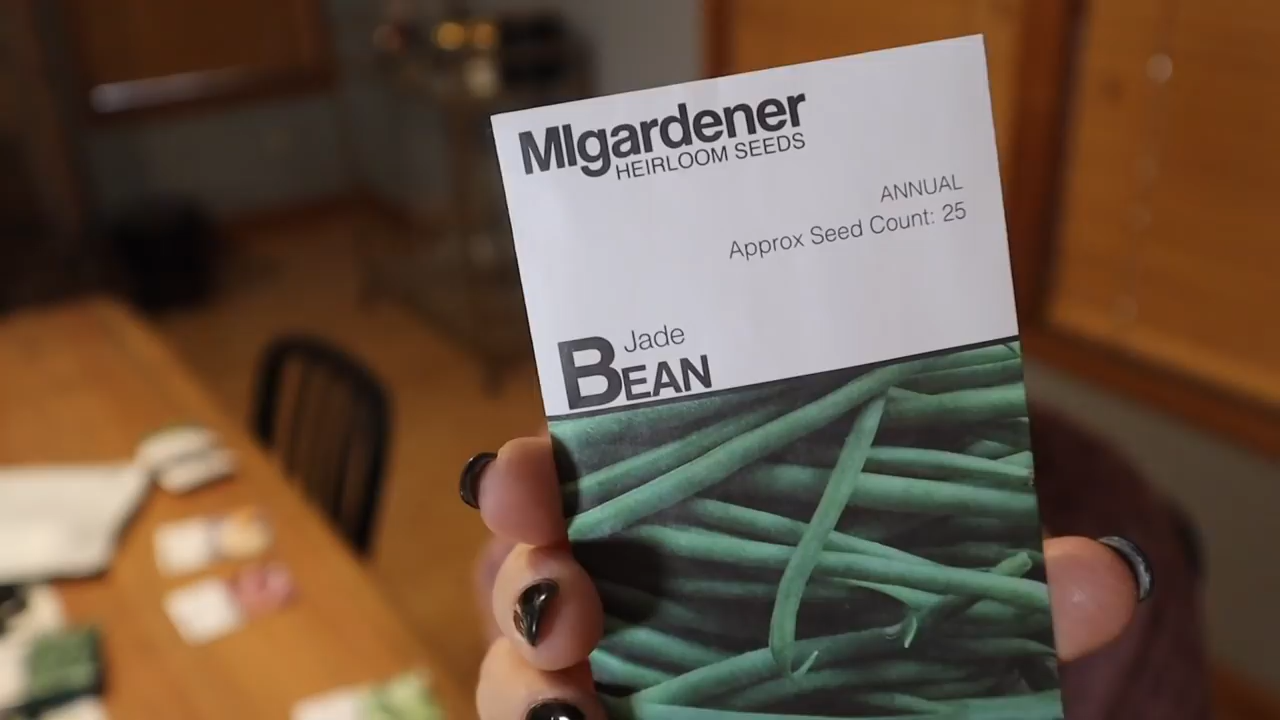 MIgardener
HEIRLOOM SEEDS
ANNUAL
Approx Seed Count: 25
Jade
BEAN